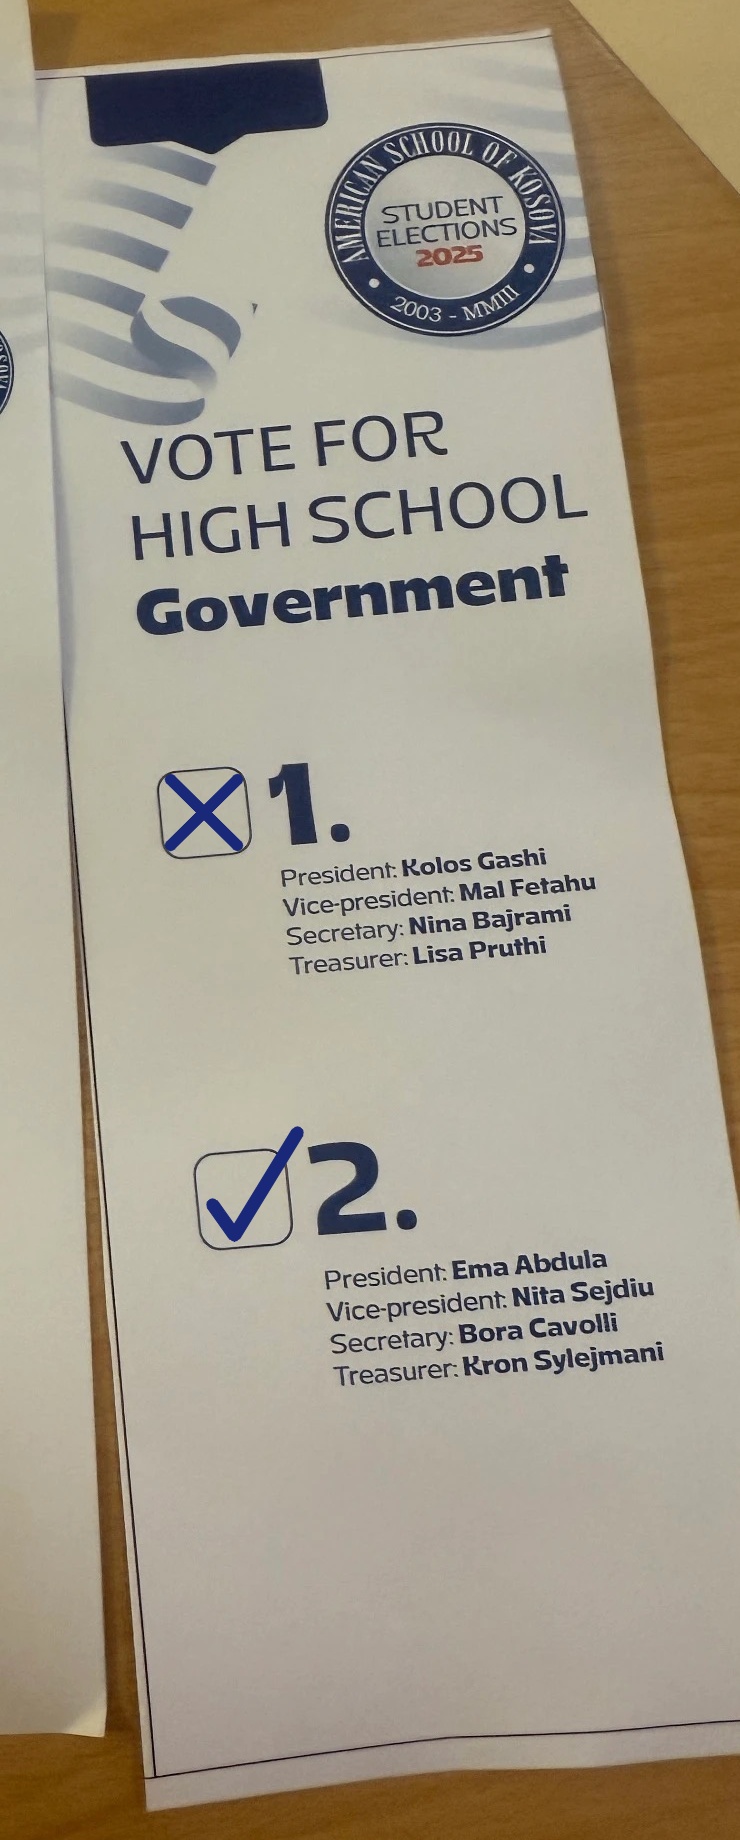 AMERICAN SCHOOL OF KOSOVA
STUDENT
ELECTIONS
2025
2003 - MMIII
VOTE FOR
HIGH SCHOOL
Government
1.
President: Kolos Gashi
Vice-president: Mal Fetahu
Secretary: Nina Bajrami
Treasurer: Lisa Pruthi
2.
President: Ema Abdula
Vice-president: Nita Sejdiu
Secretary: Bora Cavolli
Treasurer: Kron Sylejmani